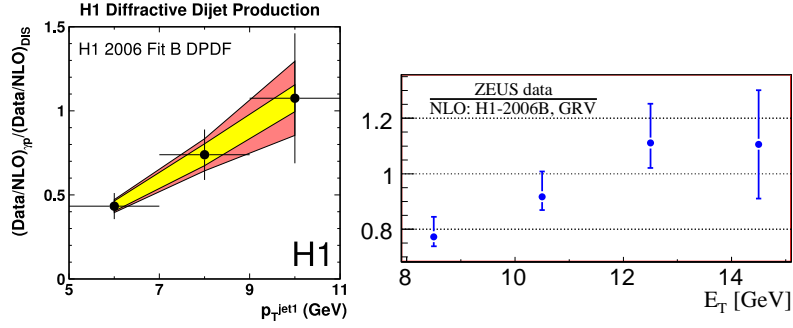 H1 Diffractive Dijet Production
H1 2006 Fit B DPDF
(Data/NLO)γp/(Data/NLO)DIS
1.5
1
0.5
0
5
7
9
11
H1
pT jet1 (GeV)
ZEUS data
NLO: H1-2006B, GRV
1.2
1
0.8
8
10
12
14
ET [GeV]